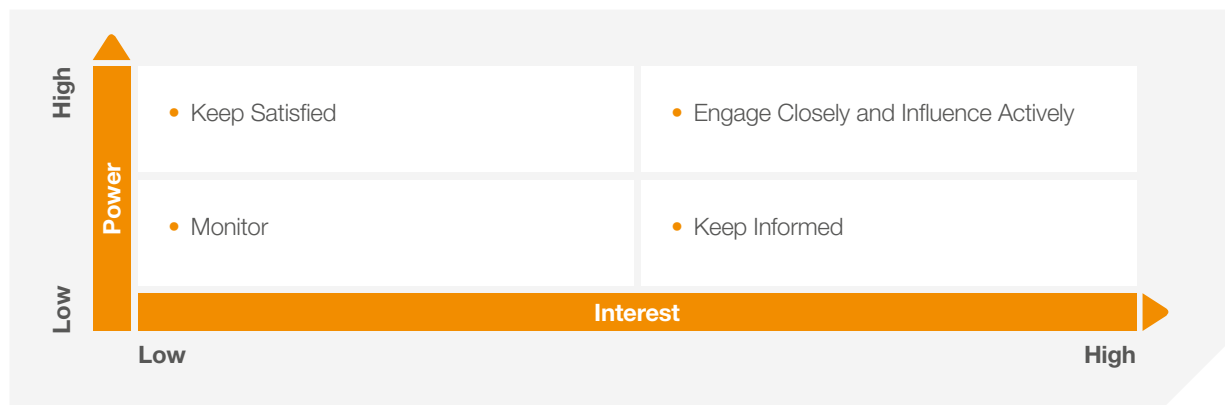 High
Power
Low
• Keep Satisfied
• Engage Closely and Influence Actively
• Monitor
• Keep Informed
Interest
Low
High